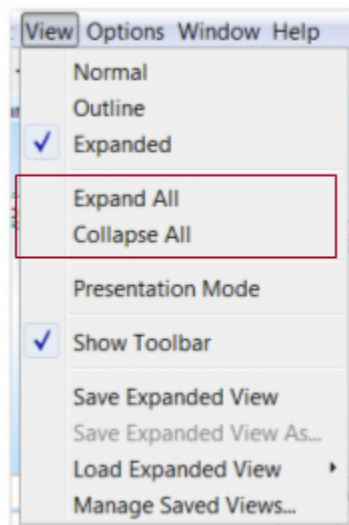 View Options Window Help
Normal
Outline
Expanded
Expand All
Collapse All
Presentation Mode
Show Toolbar
Save Expanded View
Save Expanded View As...
Load Expanded View
Manage Saved Views...